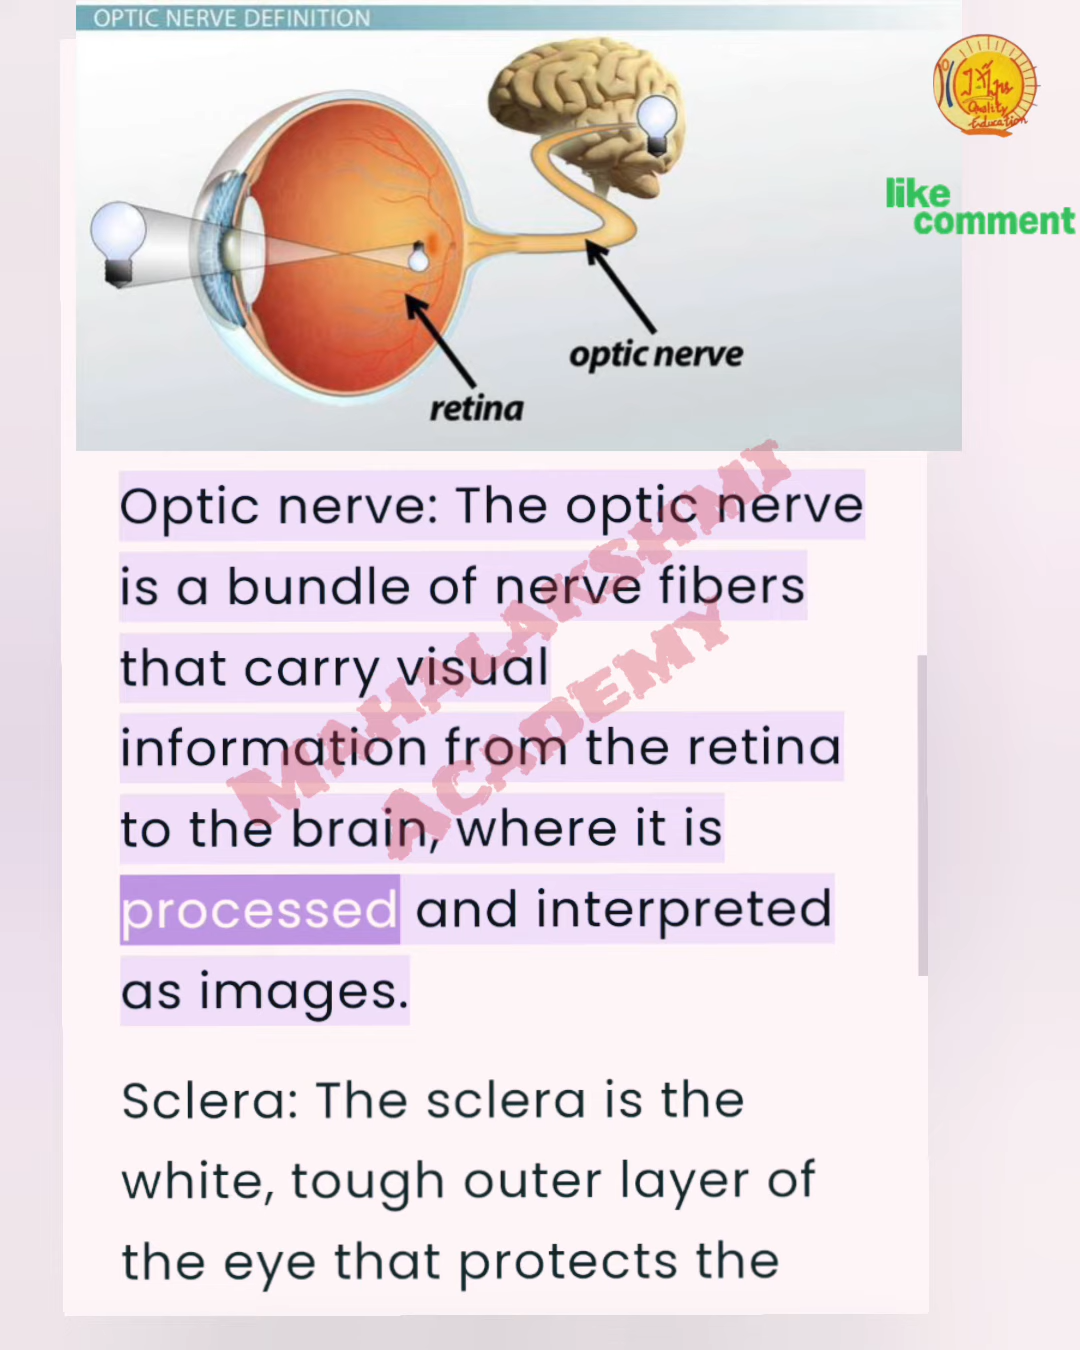 OPTIC NERVE DEFINITION
Quality
Education
like
comment
optic nerve
retina
Optic nerve: The optic nerve
is a bundle of nerve fibers
that carry visual
information from the retina
to the brain, where it is
processed and interpreted
as images.
MAHALAKSHMI
ACADEMY
Sclera: The sclera is the
white, tough outer layer of
the eye that protects the